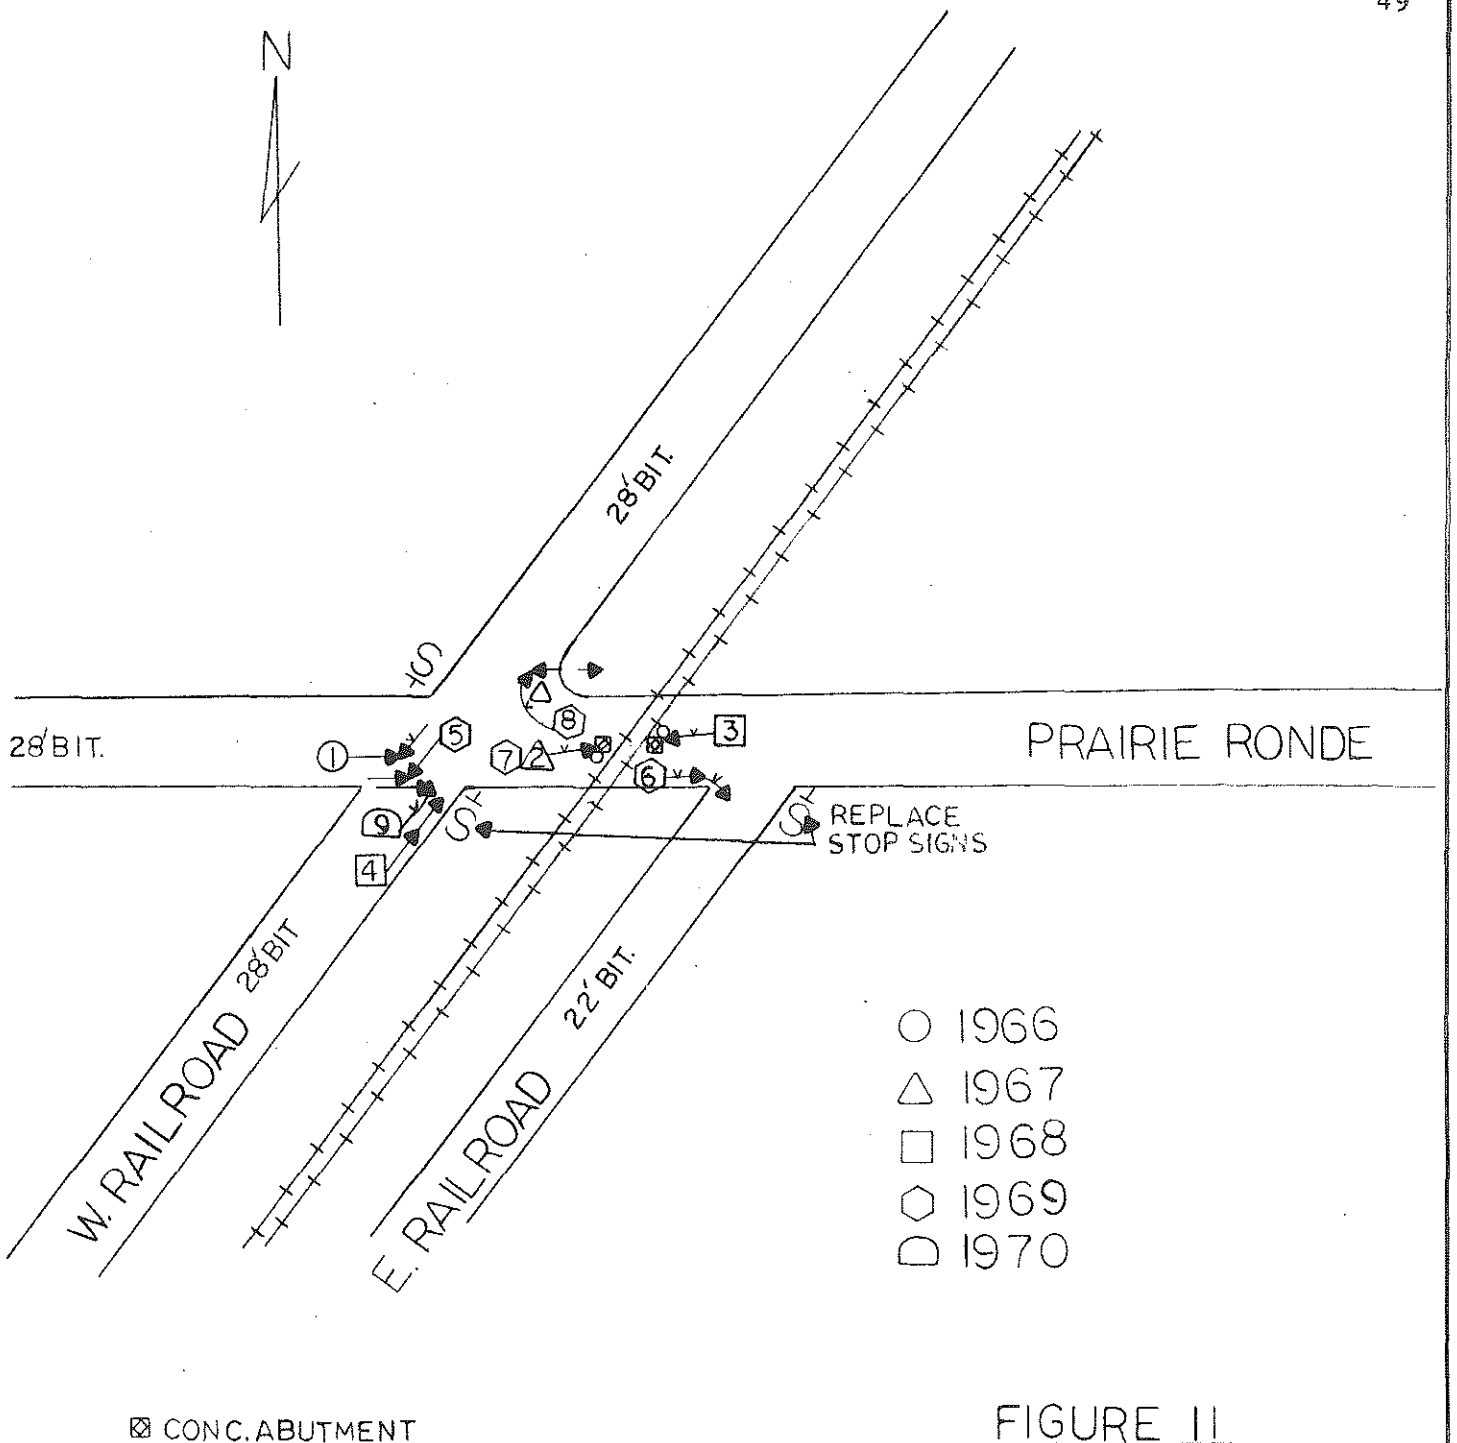 49
N
28' BIT.
S
28' BIT.
1
5
8
7
2
3
6
PRAIRIE RONDE
9
4
S
S
REPLACE
STOP SIGNS
28' BIT
22' BIT.
W. RAILROAD
E. RAILROAD
1966
1967
1968
1969
1970
CONC. ABUTMENT
FIGURE 11